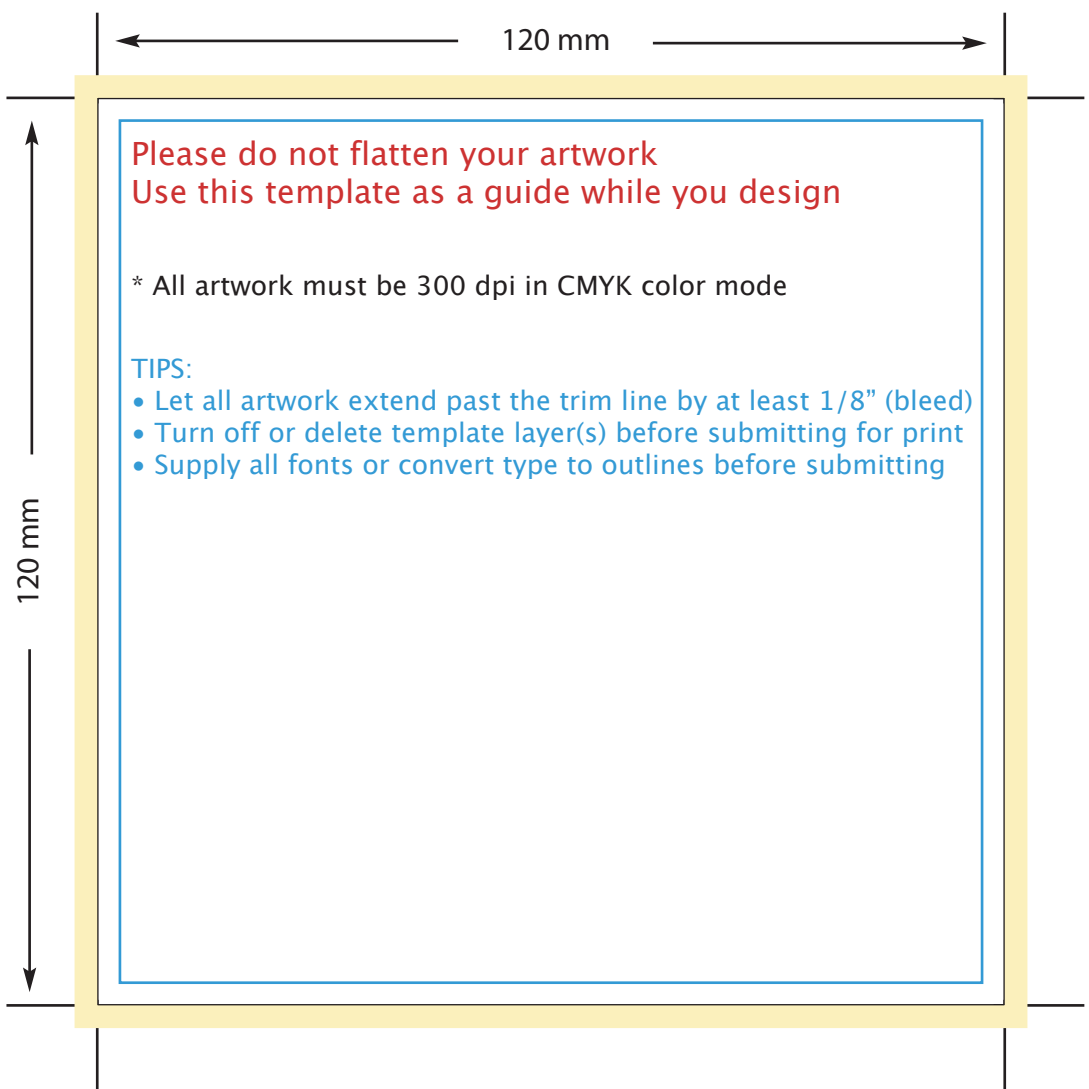 120 mm
Please do not flatten your artwork
Use this template as a guide while you design
* All artwork must be 300 dpi in CMYK color mode
TIPS:
• Let all artwork extend past the trim line by at least 1/8” (bleed)
• Turn off or delete template layer(s) before submitting for print
• Supply all fonts or convert type to outlines before submitting
120 mm